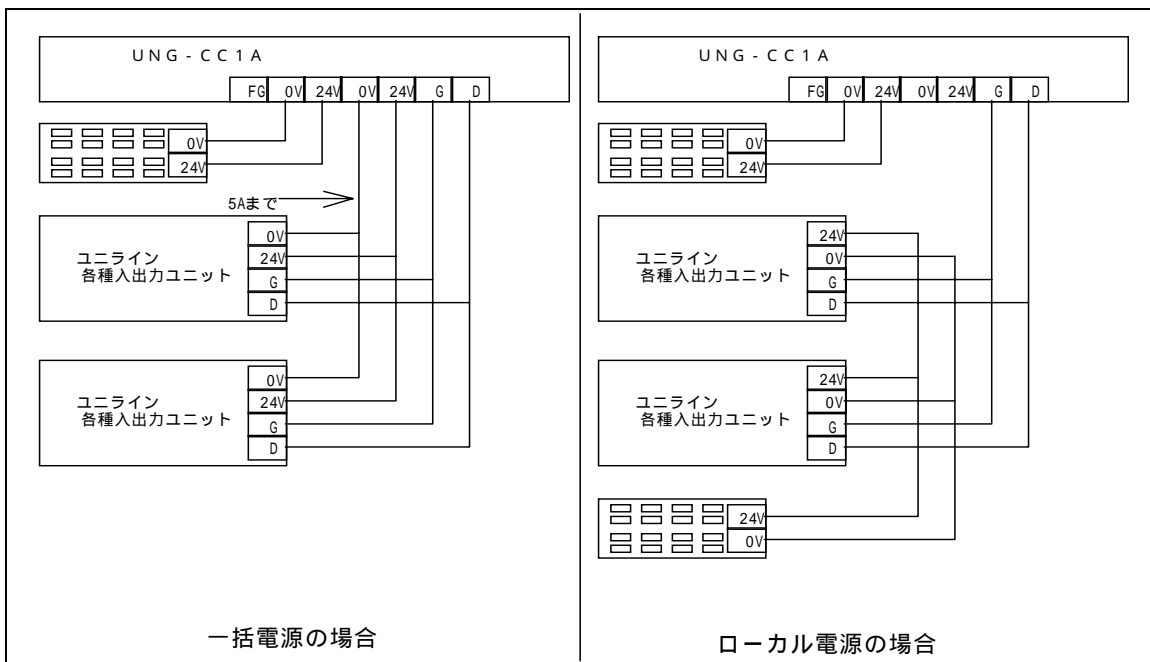 UNG-CC1A
FG 0V 24V 0V 24V G D
0V
24V
5Aまで
0V
24V
G
D
ユニライン
各種入出力ユニット
0V
24V
G
D
ユニライン
各種入出力ユニット
一括電源の場合
UNG-CC1A
FG 0V 24V 0V 24V G D
0V
24V
24V
0V
G
D
ユニライン
各種入出力ユニット
24V
0V
G
D
ユニライン
各種入出力ユニット
24V
0V
ローカル電源の場合